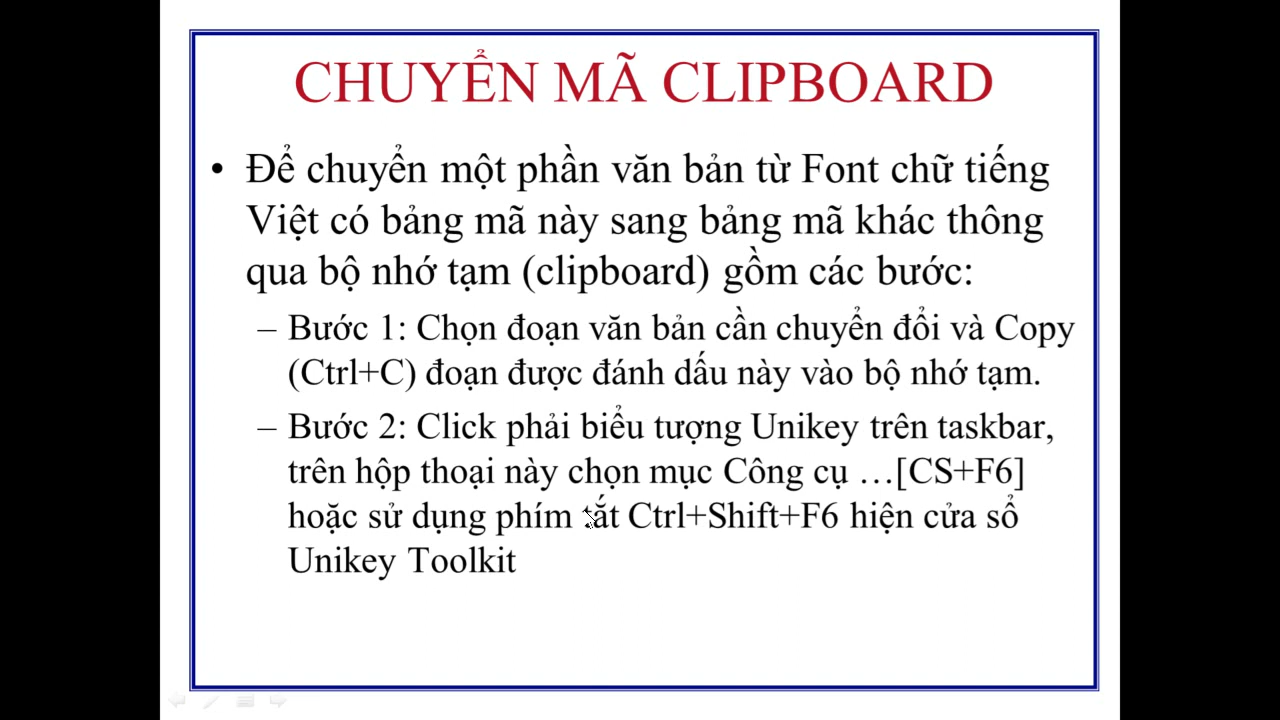 CHUYỂN MÃ CLIPBOARD
• Để chuyển một phần văn bản từ Font chữ tiếng
Việt có bảng mã này sang bảng mã khác thông
qua bộ nhớ tạm (clipboard) gồm các bước:
– Bước 1: Chọn đoạn văn bản cần chuyển đổi và Copy
(Ctrl+C) đoạn được đánh dấu này vào bộ nhớ tạm.
– Bước 2: Click phải biểu tượng Unikey trên taskbar,
trên hộp thoại này chọn mục Công cụ …[CS+F6]
hoặc sử dụng phím tắt Ctrl+Shift+F6 hiện cửa sổ
Unikey Toolkit